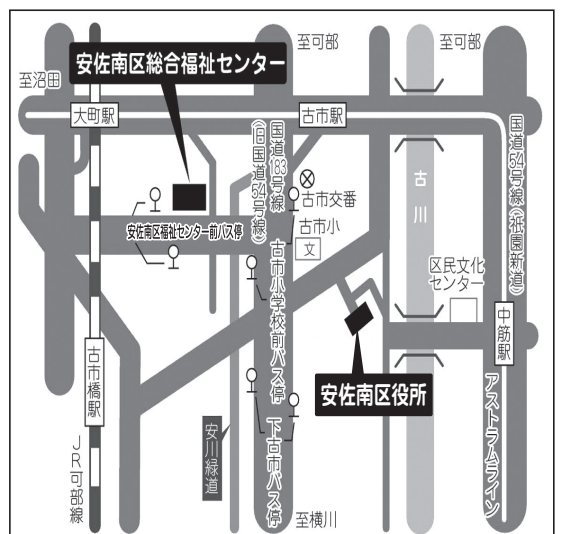 至可部
至可部
安佐南区総合福祉センター
至沼田
大町駅
古市駅
国道183号線
(旧国道54号線)
国道54号線(祇園新道)
古市交番
古川
古市小
文
安佐南区福祉センター前バス停
区民文化
センター
古市小学校前バス停
中筋駅
古市橋駅
安佐南区役所
アストラムライン
安川緑道
下古市バス停
JR可部線
至横川